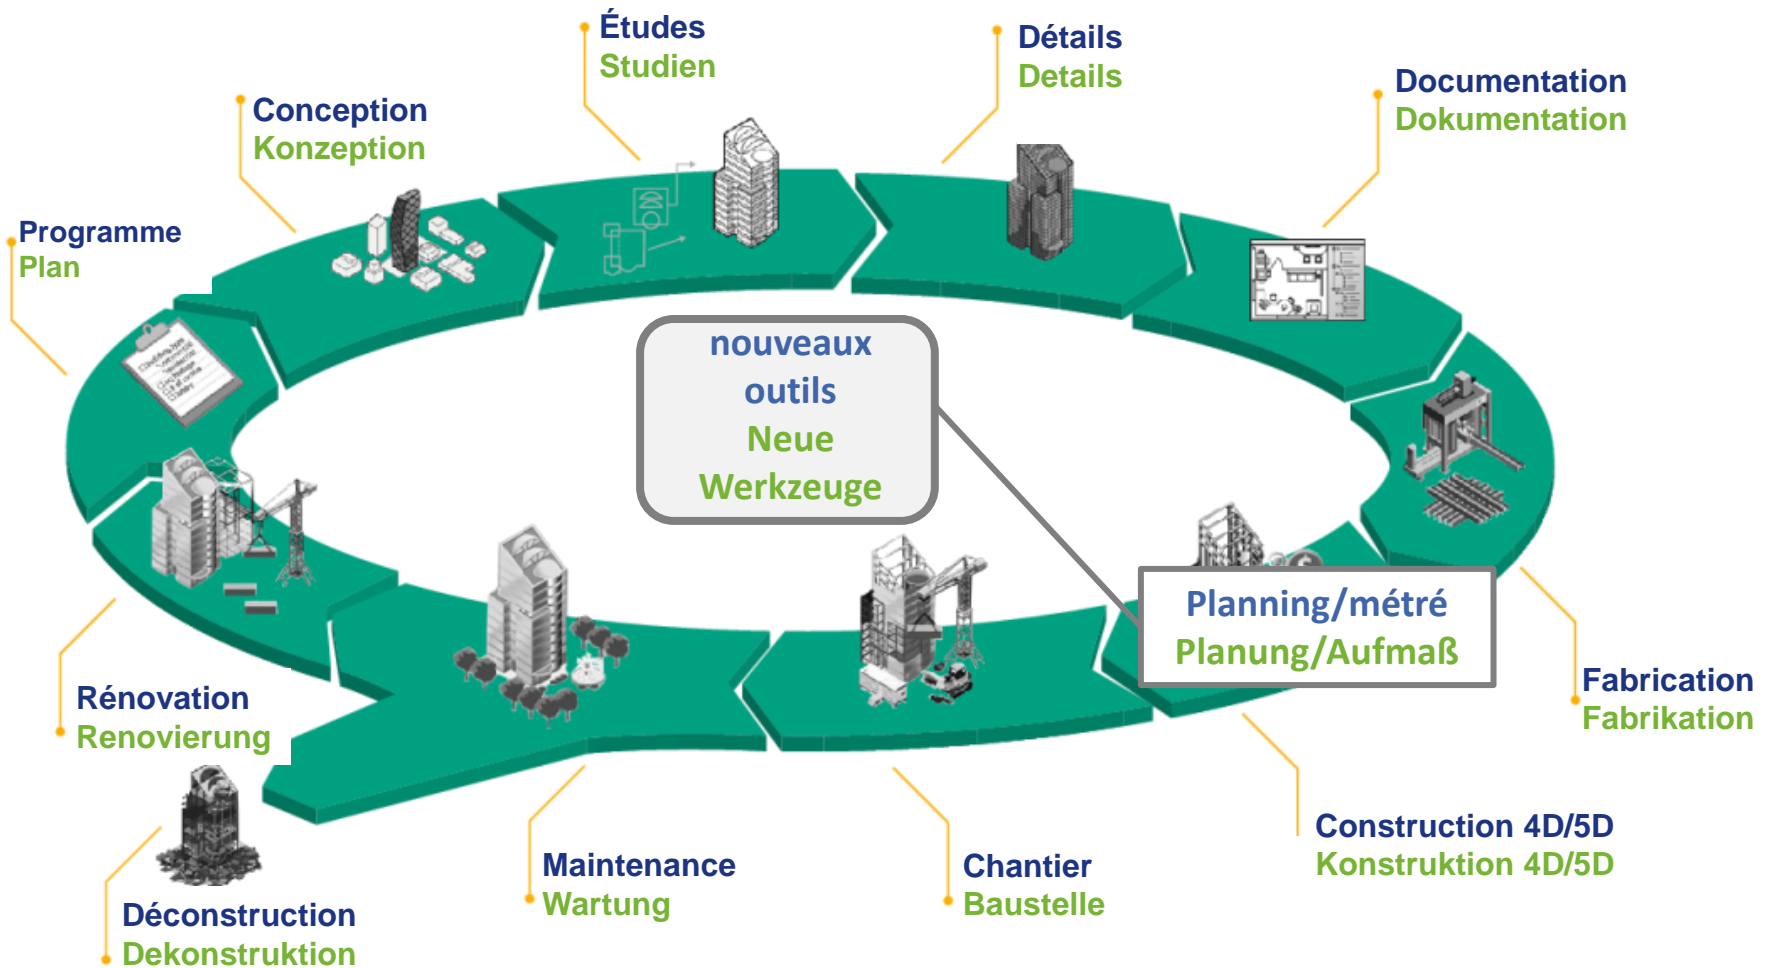 Études
Studien
Détails
Details
Documentation
Dokumentation
Conception
Konzeption
Programme
Plan
nouveaux
outils
Neue
Werkzeuge
Planning/métré
Planung/Aufmaß
Fabrication
Fabrikation
Rénovation
Renovierung
Construction 4D/5D
Konstruktion 4D/5D
Maintenance
Wartung
Chantier
Baustelle
Déconstruction
Dekonstruktion